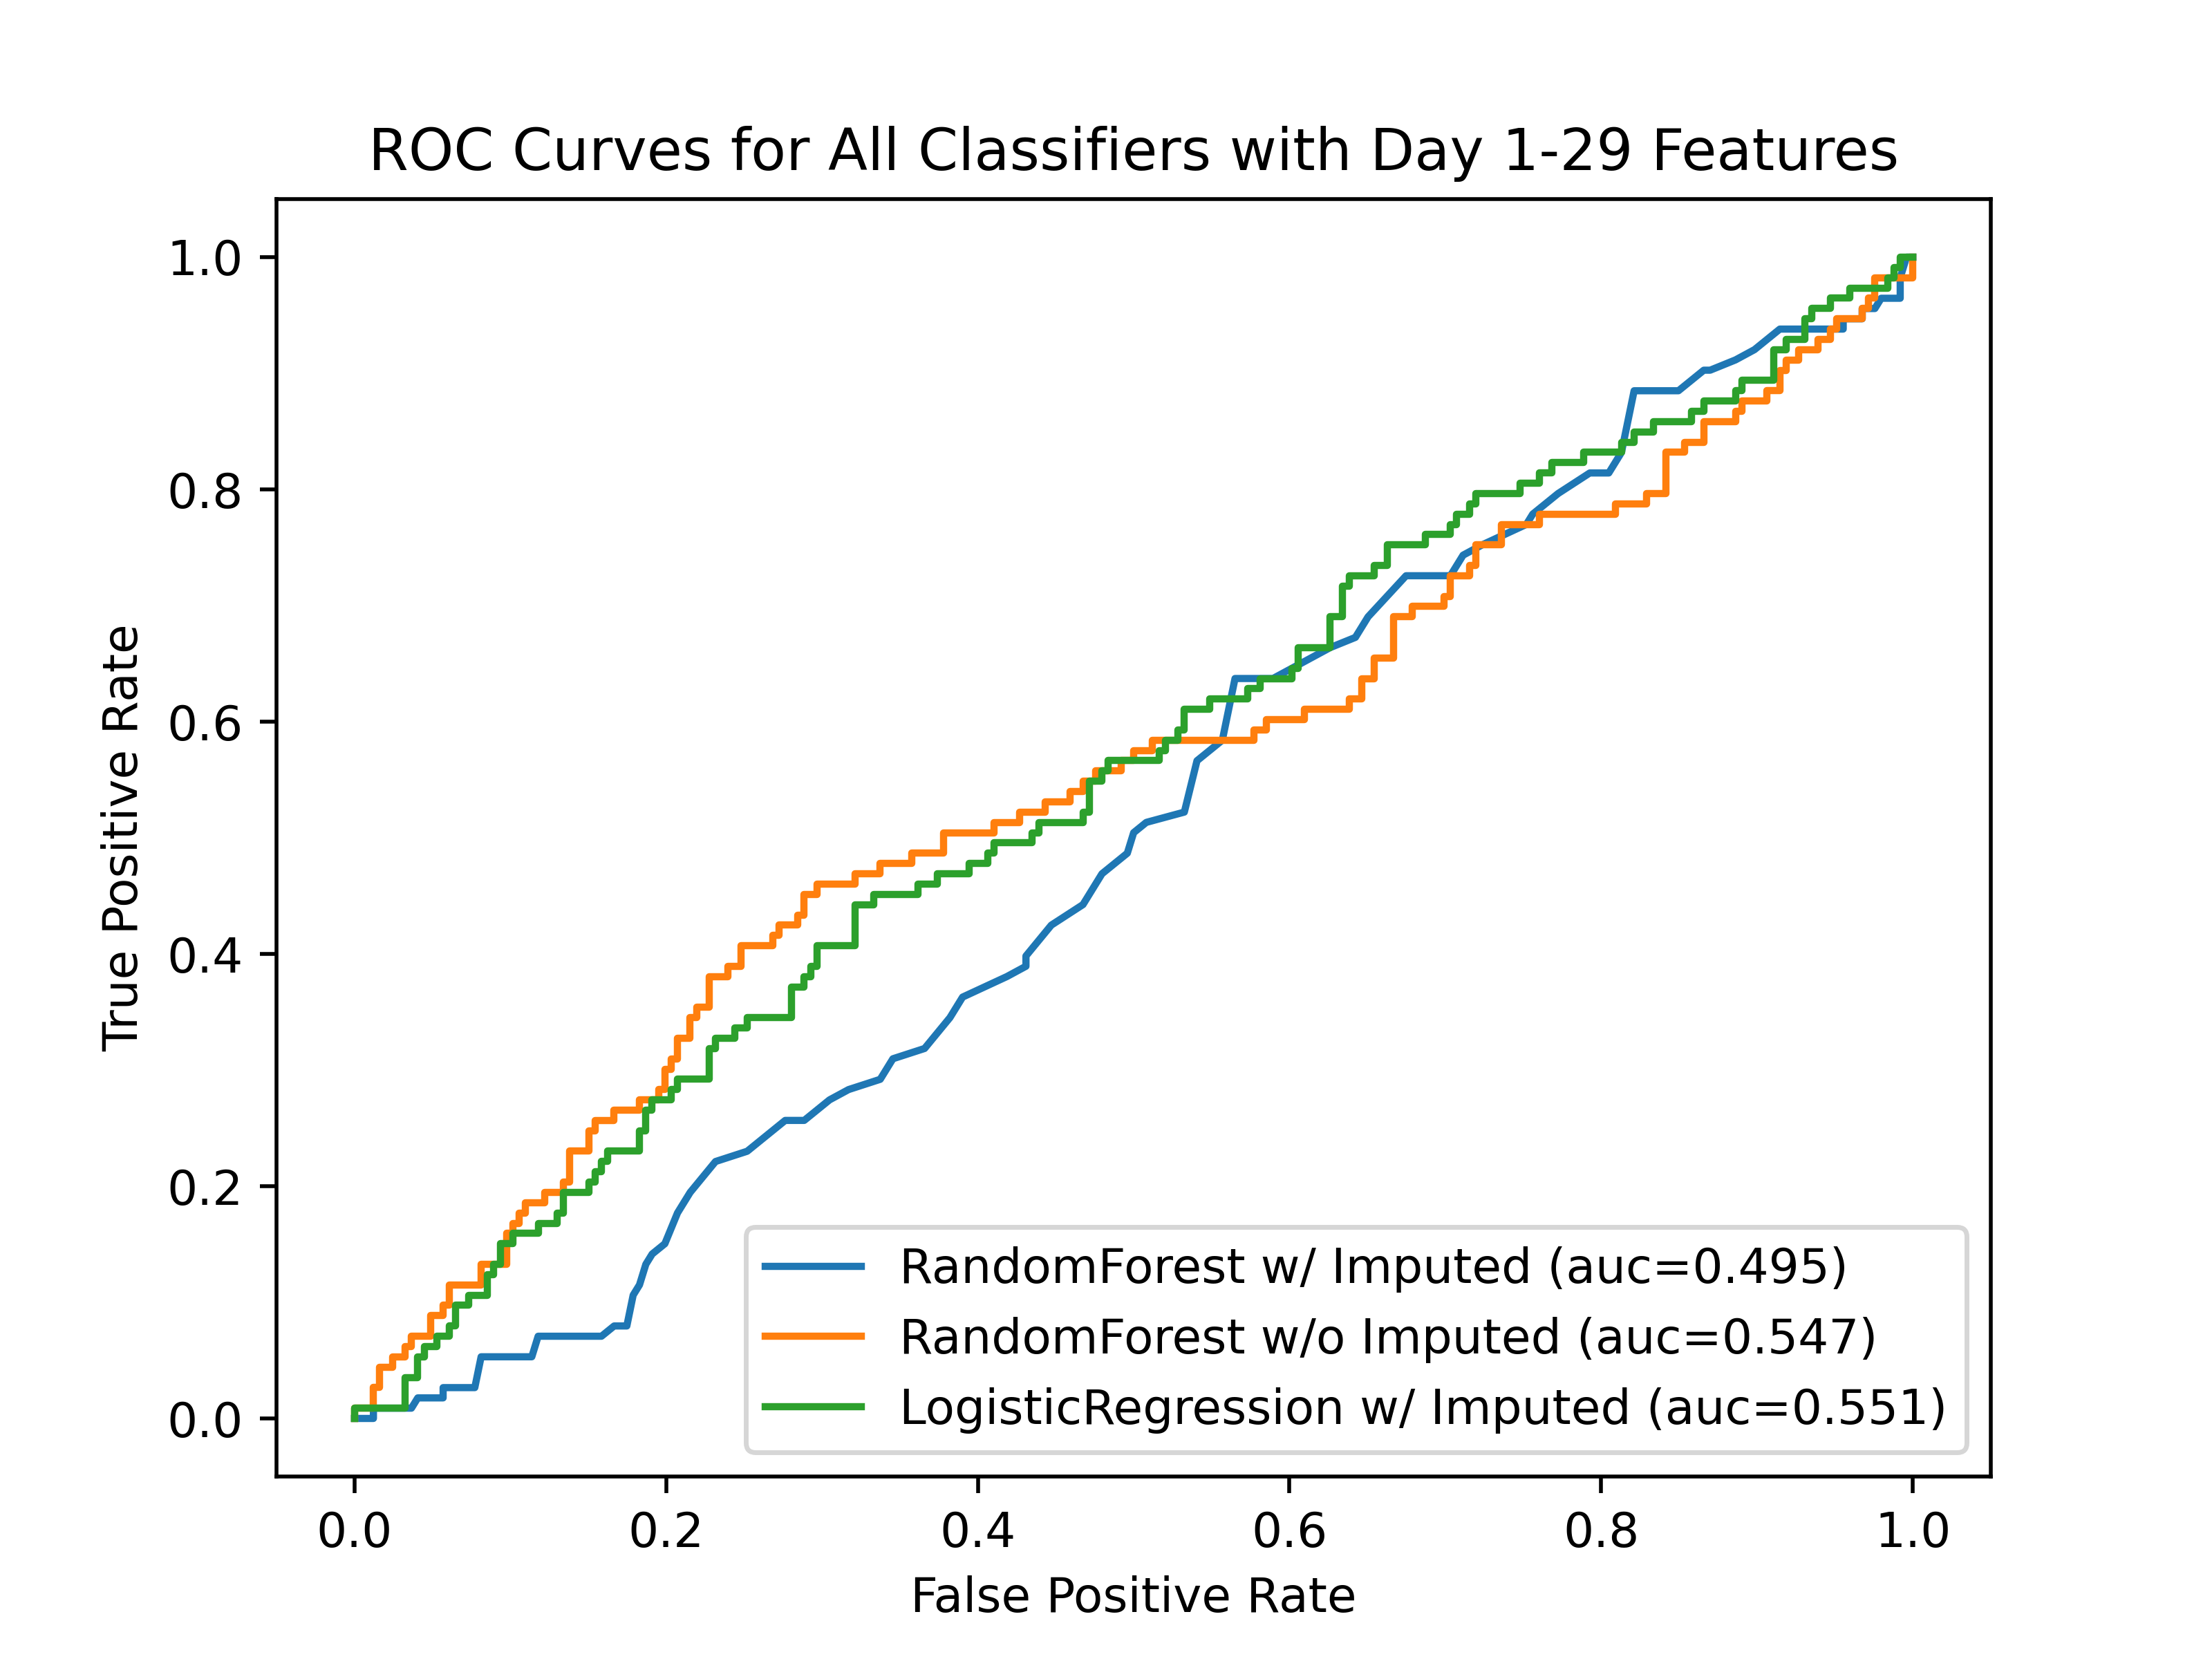 ROC Curves for All Classifiers with Day 1-29 Features
1.0
0.8
0.6
0.4
0.2
0.0
True Positive Rate
RandomForest w/ Imputed (auc=0.495)
RandomForest w/o Imputed (auc=0.547)
LogisticRegression w/ Imputed (auc=0.551)
0.0 0.2 0.4 0.6 0.8 1.0
False Positive Rate